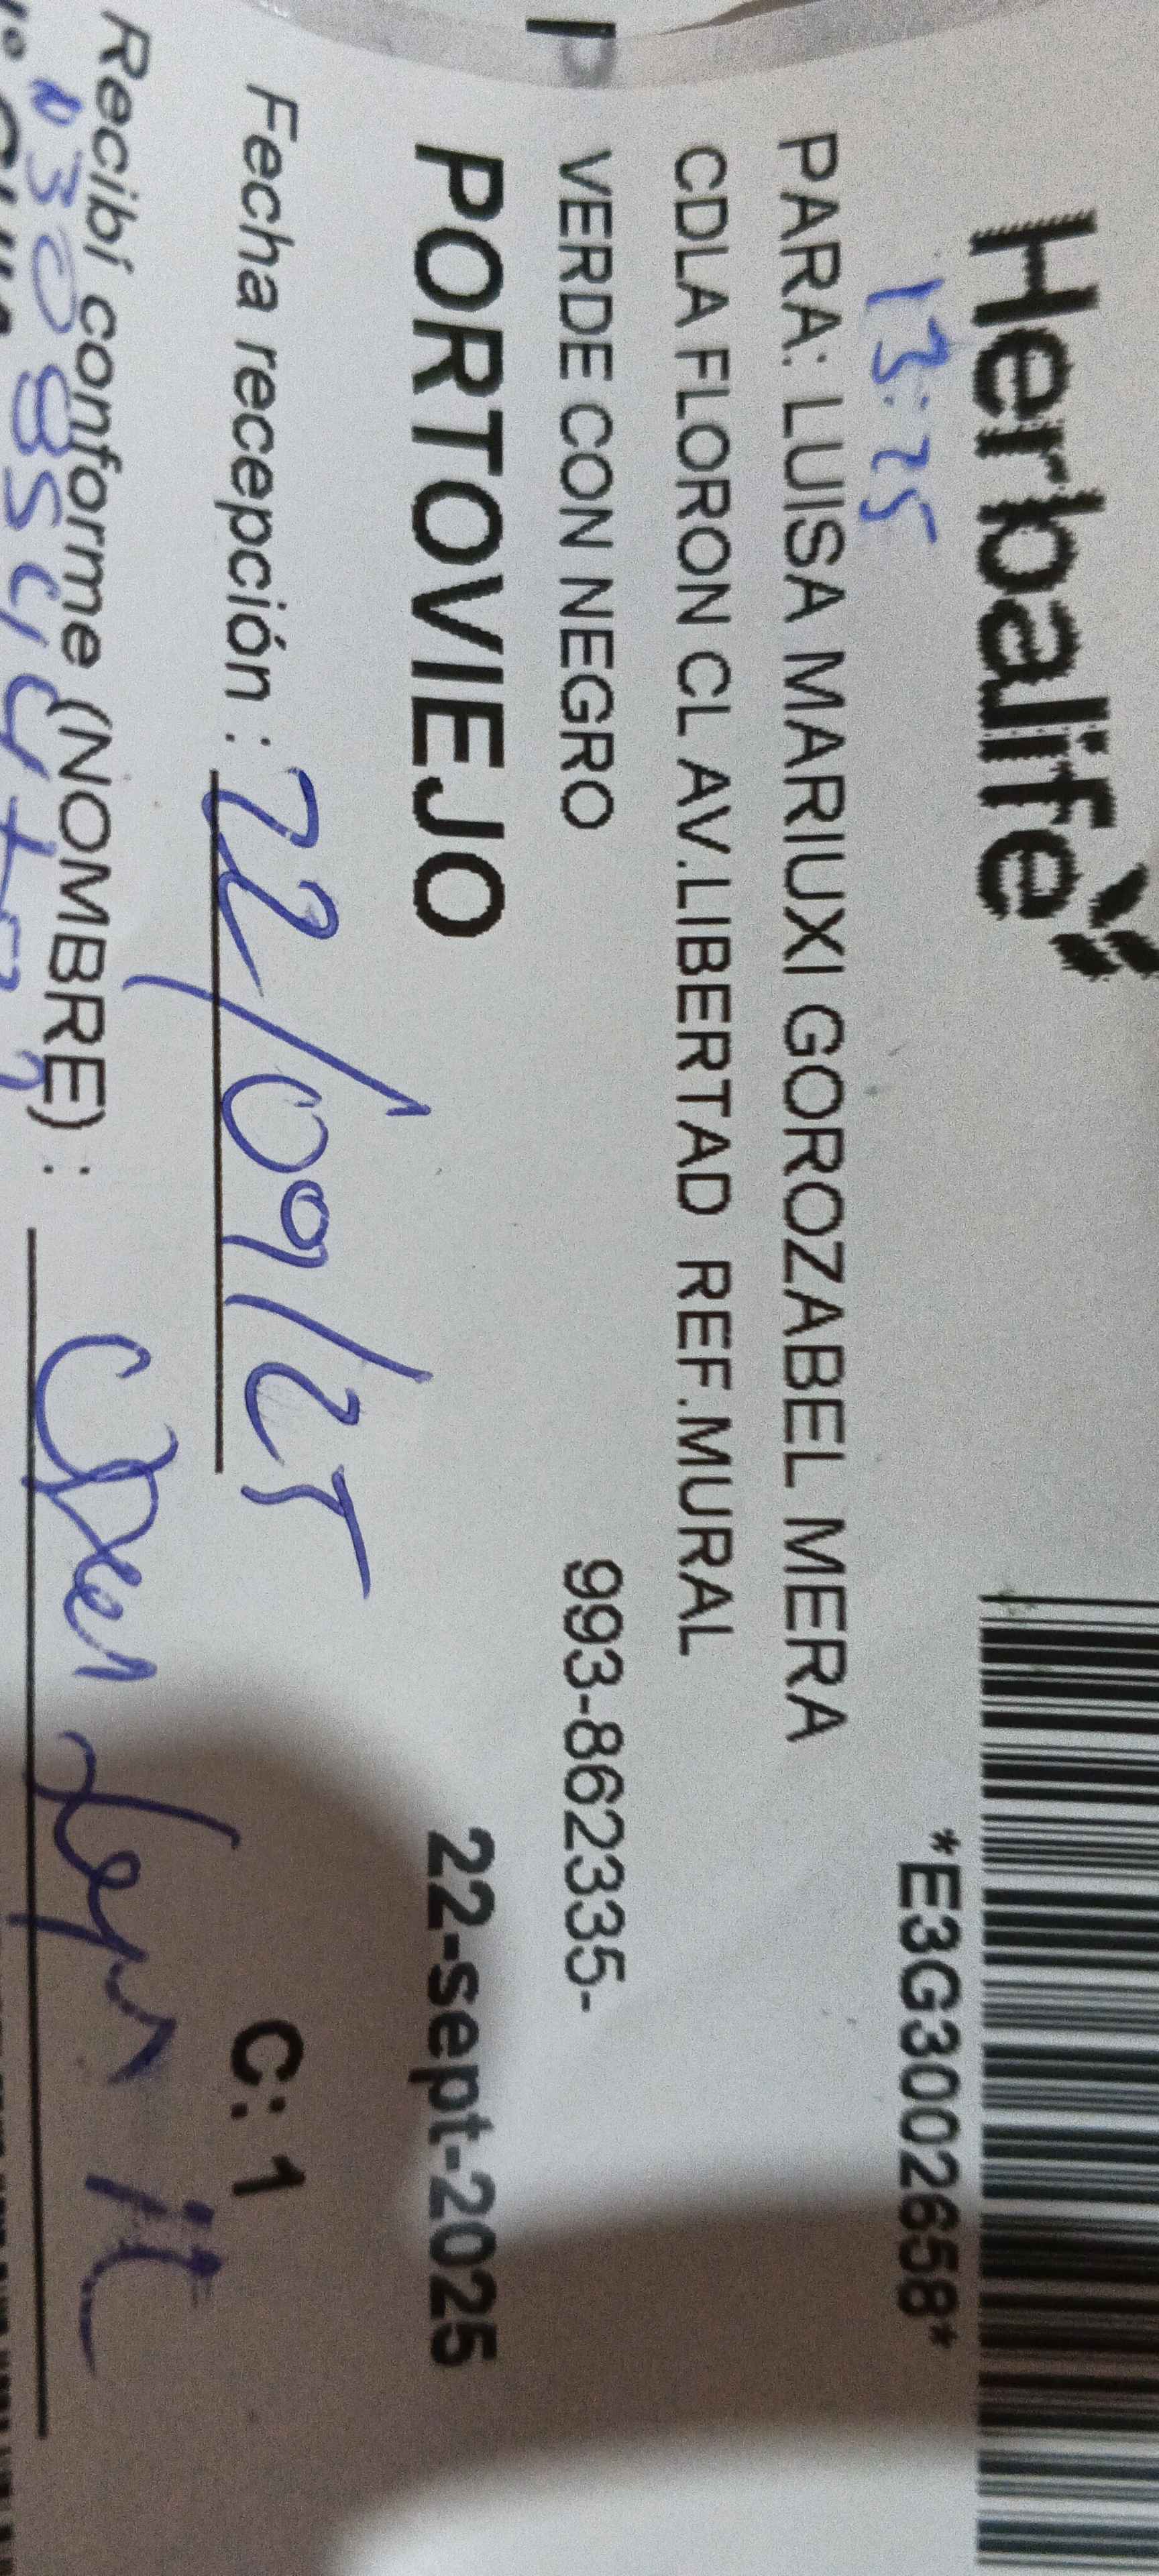 Herbalife
*E3G3002658*
13:25
PARA: LUISA MARIUXI GOROZABEL MERA
CDLA FLORON CL AV.LIBERTAD REF.MURAL
VERDE CON NEGRO 993-862335-
P
PORTOVIEJO 22-sept-2025
Fecha recepción : 22/09/25 C: 1
Recibí conforme (NOMBRE) :